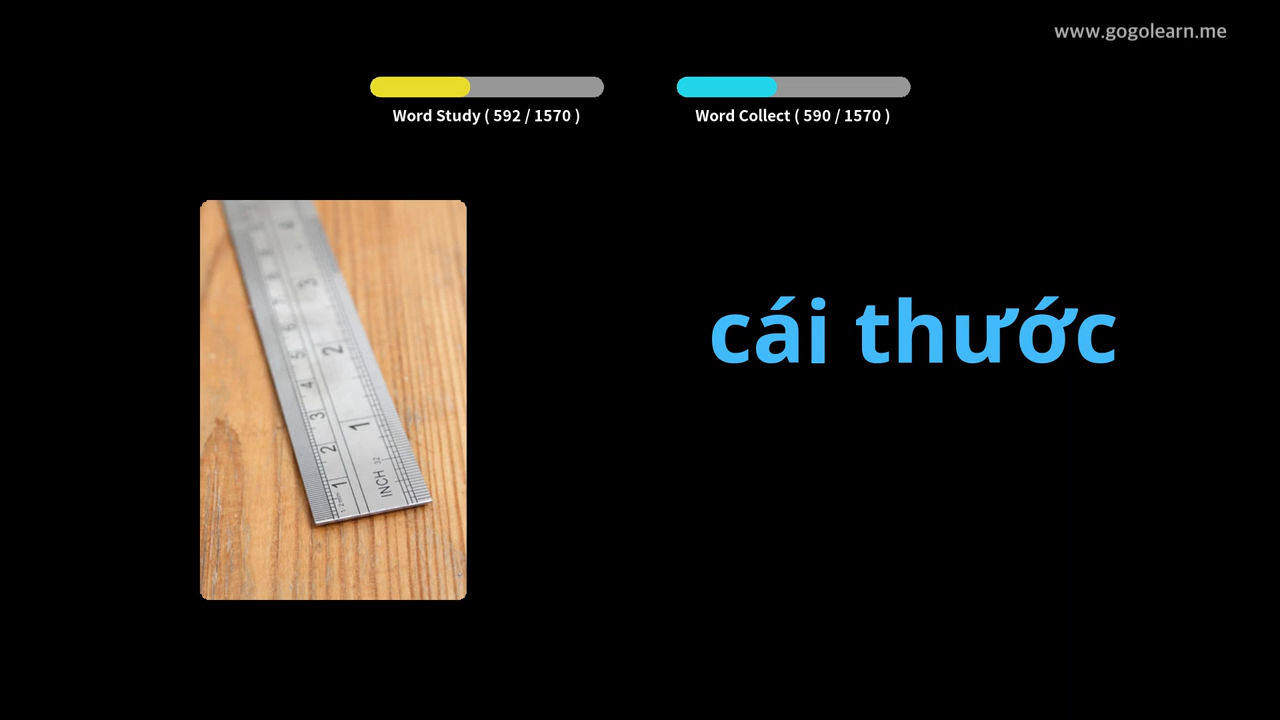 www.gogolearn.me
Word Study ( 592 / 1570 )
Word Collect ( 590 / 1570 )
cái thước
3
2
1
INCH
5
4
3
2
1